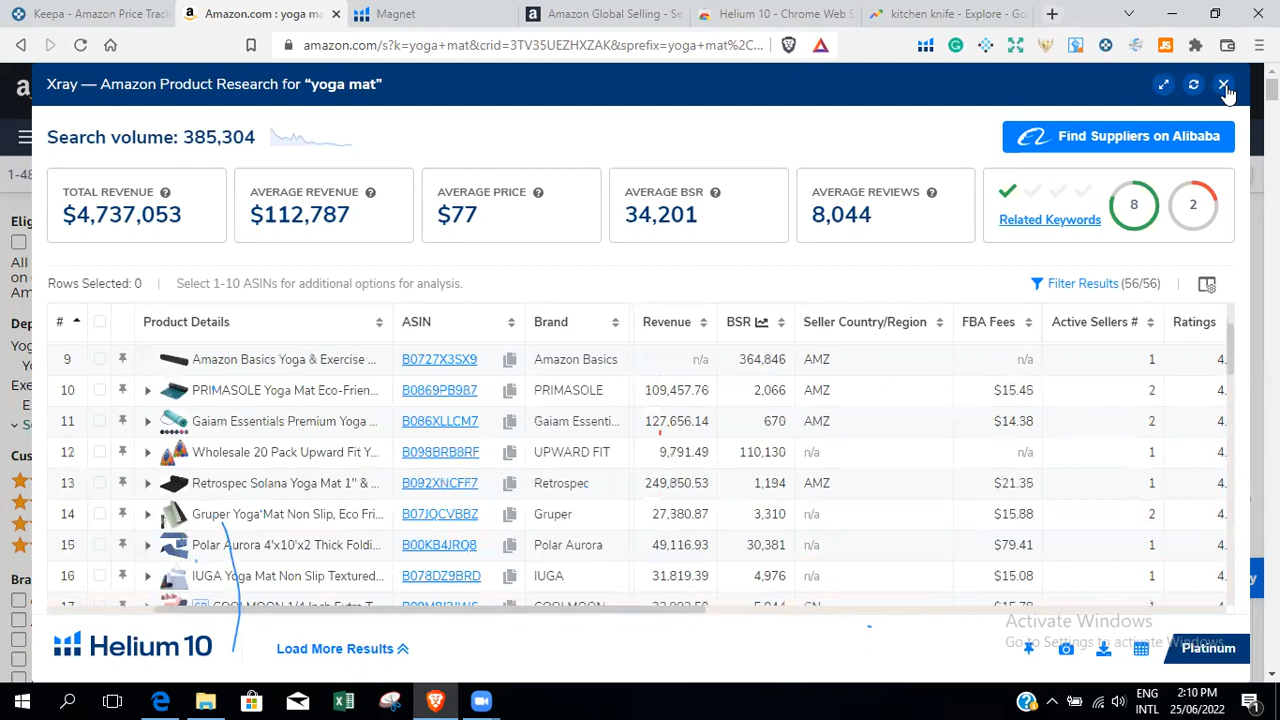 Keepa - Amazon Price Track
Amazon.com : yoga m
Magnet
Amazon Global Selling - Se
Helium 10 - Chrome Web S
kitchen knife - Explore - Go
amazon.com/s?k=yoga+mat&crid=3TV35UEZHXZAK&sprefix=yoga+mat%2C...
Xray — Amazon Product Research for “yoga mat”
Search volume: 385,304
Find Suppliers on Alibaba
TOTAL REVENUE
$4,737,053
AVERAGE REVENUE
$112,787
AVERAGE PRICE
$77
AVERAGE BSR
34,201
AVERAGE REVIEWS
8,044
Related Keywords
8
2
Rows Selected: 0 | Select 1-10 ASINs for additional options for analysis.
Filter Results (56/56)
# Product Details ASIN Brand Revenue BSR Seller Country/Region FBA Fees Active Sellers # Ratings
9 Amazon Basics Yoga & Exercise ... B0727X3SX9 Amazon Basics n/a 364,846 AMZ n/a 1 4.
10 PRIMASOLE Yoga Mat Eco-Frien... B0869PB987 PRIMASOLE 109,457.76 2,066 AMZ $15.45 2 4.
11 Gaiam Essentials Premium Yoga ... B086XLLCM7 Gaiam Essenti... 127,656.14 670 AMZ $14.38 2 4.
12 Wholesale 20 Pack Upward Fit Y... B098BRB8RF UPWARD FIT 9,791.49 110,130 n/a n/a 1 4.
13 Retrospec Solana Yoga Mat 1" & ... B092XNCFF7 Retrospec 249,850.53 1,194 n/a $21.35 1 4.
14 Gruper Yoga Mat Non Slip, Eco Fri... B07JQCVBBZ Gruper 27,380.87 3,310 n/a $15.88 2 4.
15 Polar Aurora 4'x10'x2 Thick Foldi... B00KB4JRQ8 Polar Aurora 49,116.93 30,381 n/a $79.41 1 4.
16 IUGA Yoga Mat Non Slip Textured... B078DZ9BRD IUGA 31,819.39 4,976 n/a $15.08 1 4.
Helium 10
Load More Results
Activate Windows
Go to Settings to activate Windows.
Platinum
ENG
INTL
2:10 PM
25/06/2022
1